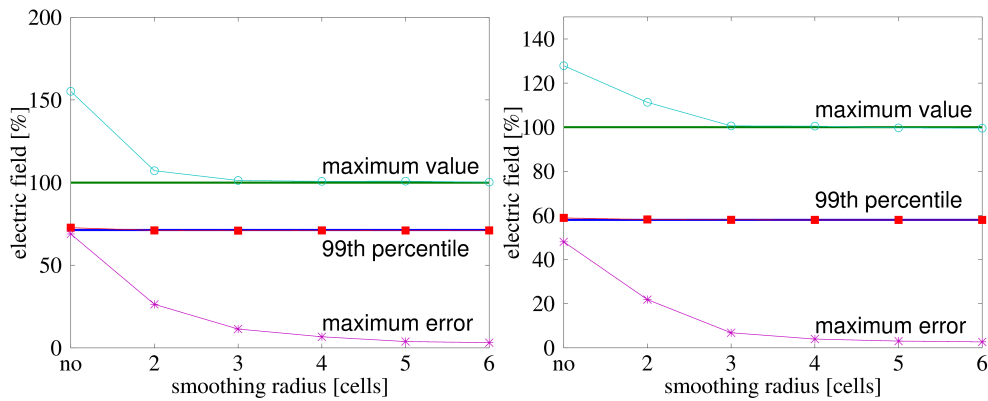 200
150
100
50
0
electric field [%]
maximum value
99th percentile
maximum error
no 2 3 4 5 6
smoothing radius [cells]
140
120
100
80
60
40
20
0
electric field [%]
maximum value
99th percentile
maximum error
no 2 3 4 5 6
smoothing radius [cells]